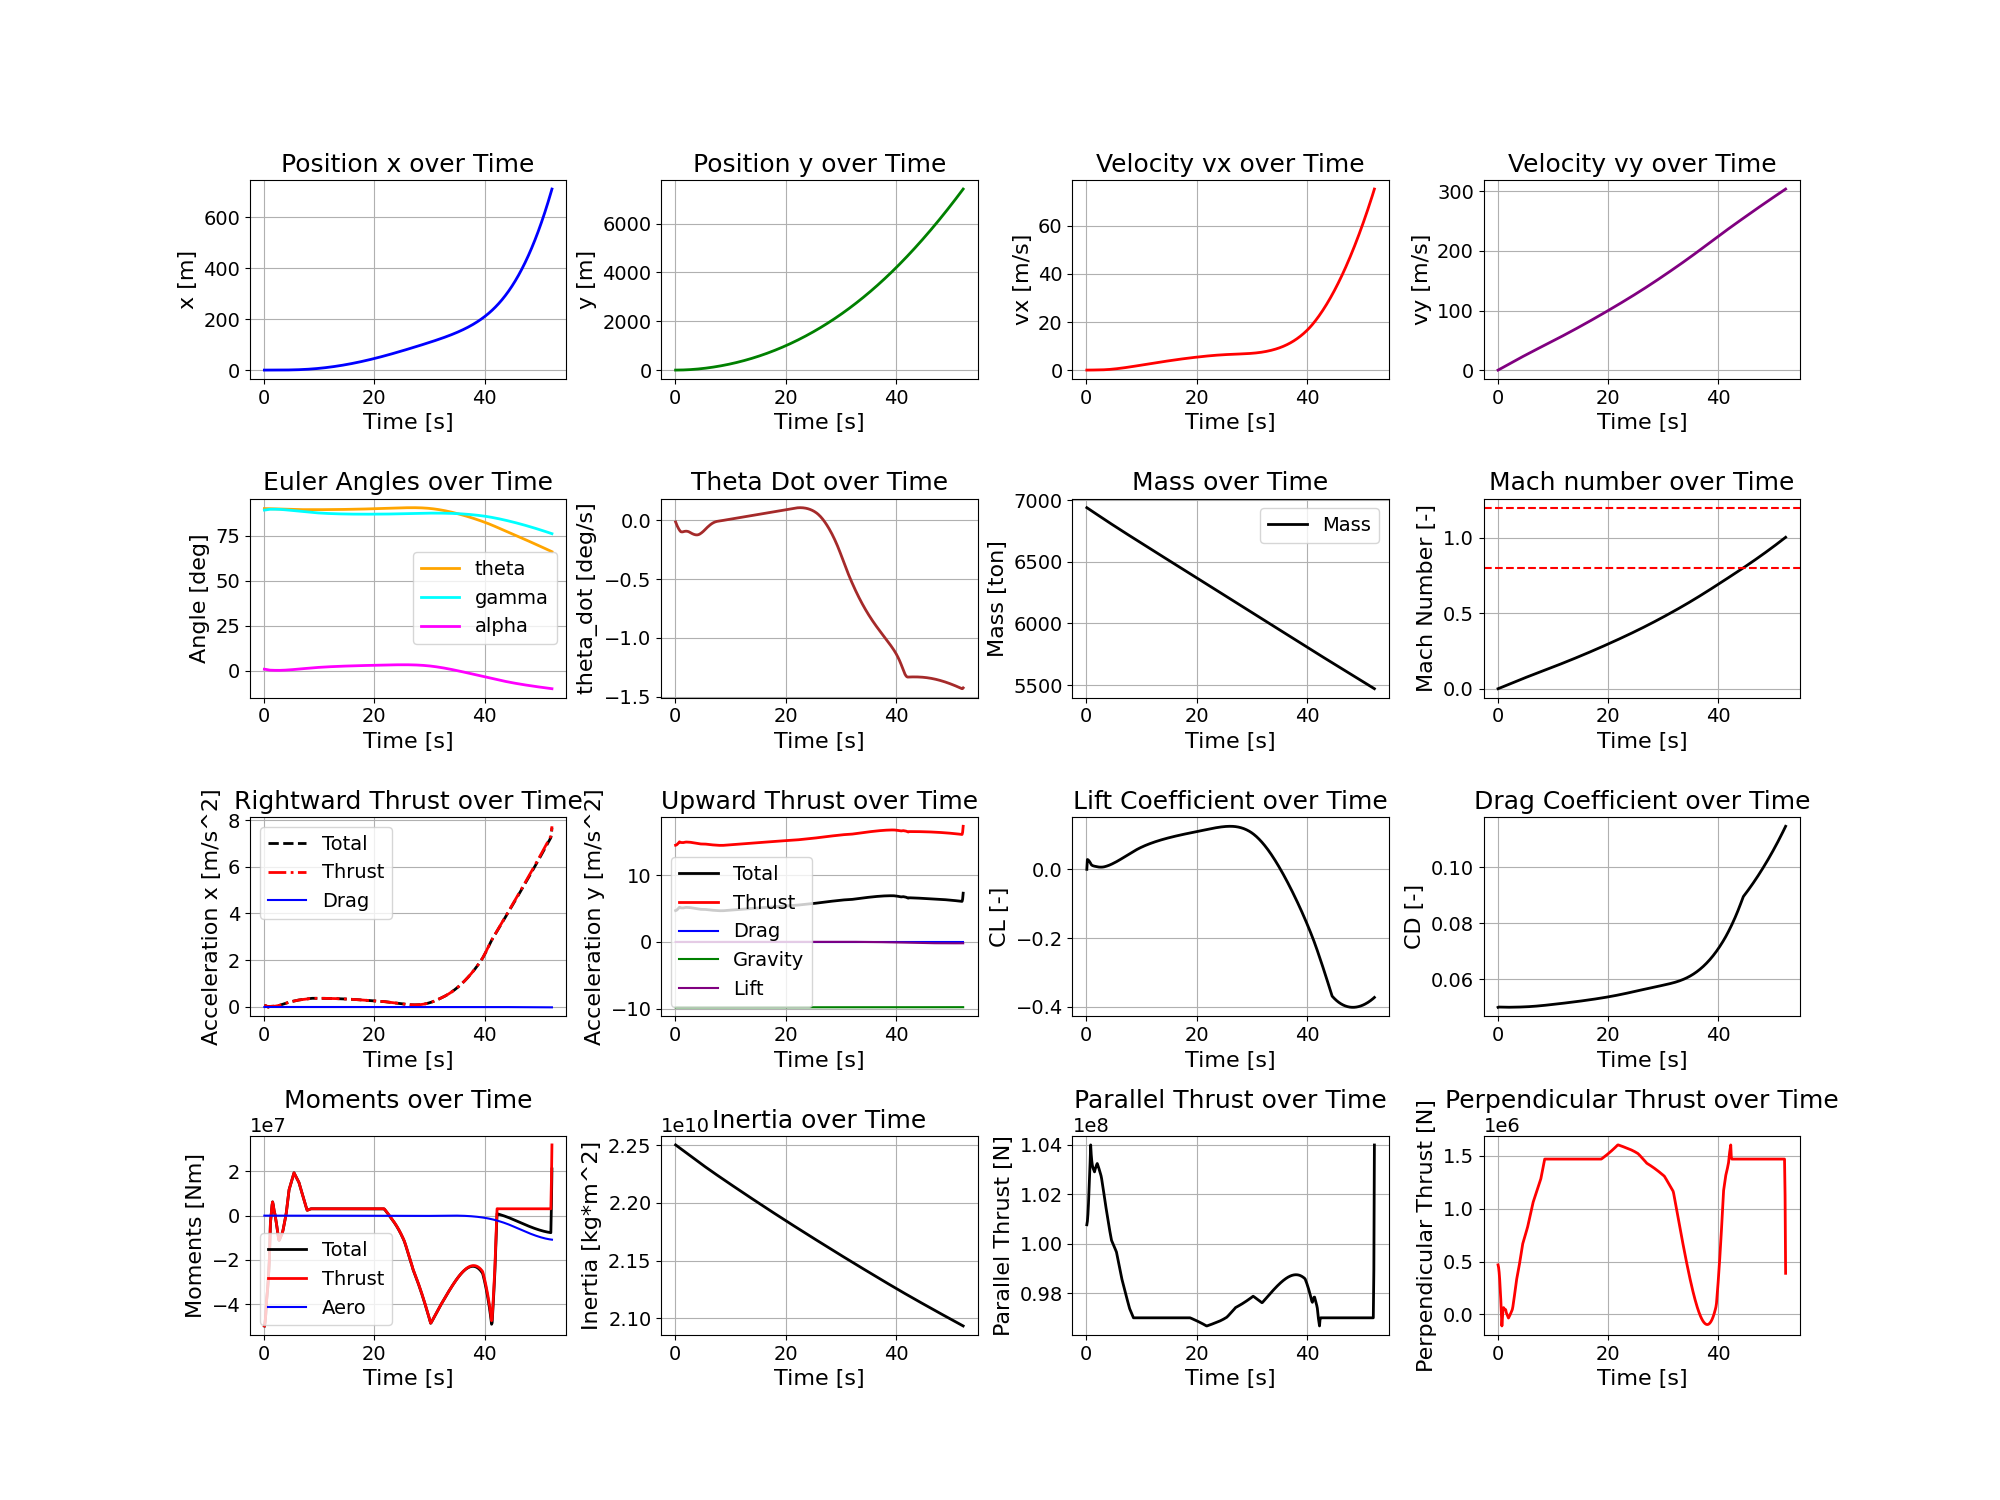 Position x over Time
x [m]
600
400
200
0
0 20 40
Time [s]
Position y over Time
y [m]
6000
4000
2000
0
0 20 40
Time [s]
Velocity vx over Time
vx [m/s]
60
40
20
0
0 20 40
Time [s]
Velocity vy over Time
vy [m/s]
300
200
100
0
0 20 40
Time [s]
Euler Angles over Time
Angle [deg]
75
50
25
0
theta
gamma
alpha
0 20 40
Time [s]
Theta Dot over Time
theta_dot [deg/s]
0.0
−0.5
−1.0
−1.5
0 20 40
Time [s]
Mass over Time
Mass [ton]
7000
6500
6000
5500
Mass
0 20 40
Time [s]
Mach number over Time
Mach Number [-]
1.0
0.5
0.0
0 20 40
Time [s]
Rightward Thrust over Time
Acceleration x [m/s^2]
8
6
4
2
0
Total
Thrust
Drag
0 20 40
Time [s]
Upward Thrust over Time
Acceleration y [m/s^2]
10
0
−10
Total
Thrust
Drag
Gravity
Lift
0 20 40
Time [s]
Lift Coefficient over Time
CL [-]
0.0
−0.2
−0.4
0 20 40
Time [s]
Drag Coefficient over Time
CD [-]
0.10
0.08
0.06
0 20 40
Time [s]
Moments over Time
1e7
Moments [Nm]
2
0
−2
−4
Total
Thrust
Aero
0 20 40
Time [s]
Inertia over Time
1e10
Inertia [kg*m^2]
2.25
2.20
2.15
2.10
0 20 40
Time [s]
Parallel Thrust over Time
1e8
Parallel Thrust [N]
1.04
1.02
1.00
0.98
0 20 40
Time [s]
Perpendicular Thrust over Time
1e6
Perpendicular Thrust [N]
1.5
1.0
0.5
0.0
0 20 40
Time [s]